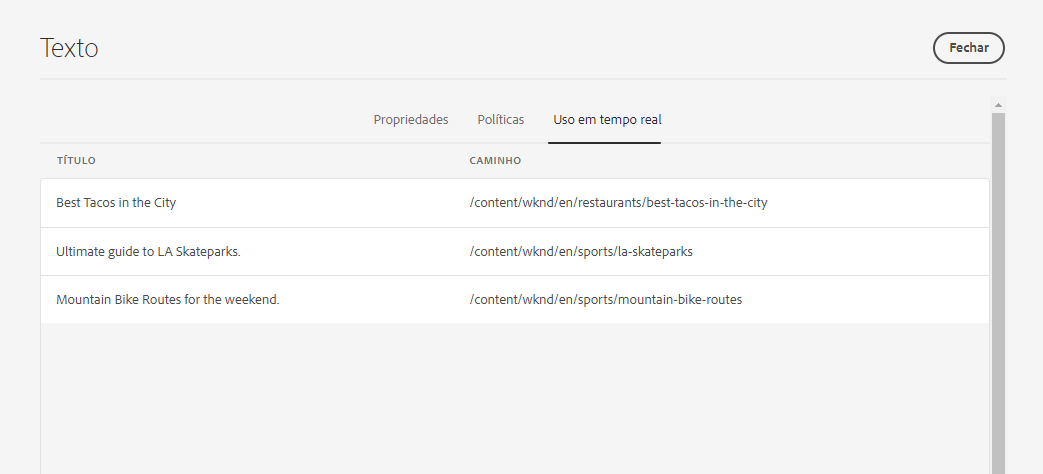 Texto
Fechar
Propriedades Políticas Uso em tempo real
TÍTULO CAMINHO
Best Tacos in the City /content/wknd/en/restaurants/best-tacos-in-the-city
Ultimate guide to LA Skateparks. /content/wknd/en/sports/la-skateparks
Mountain Bike Routes for the weekend. /content/wknd/en/sports/mountain-bike-routes